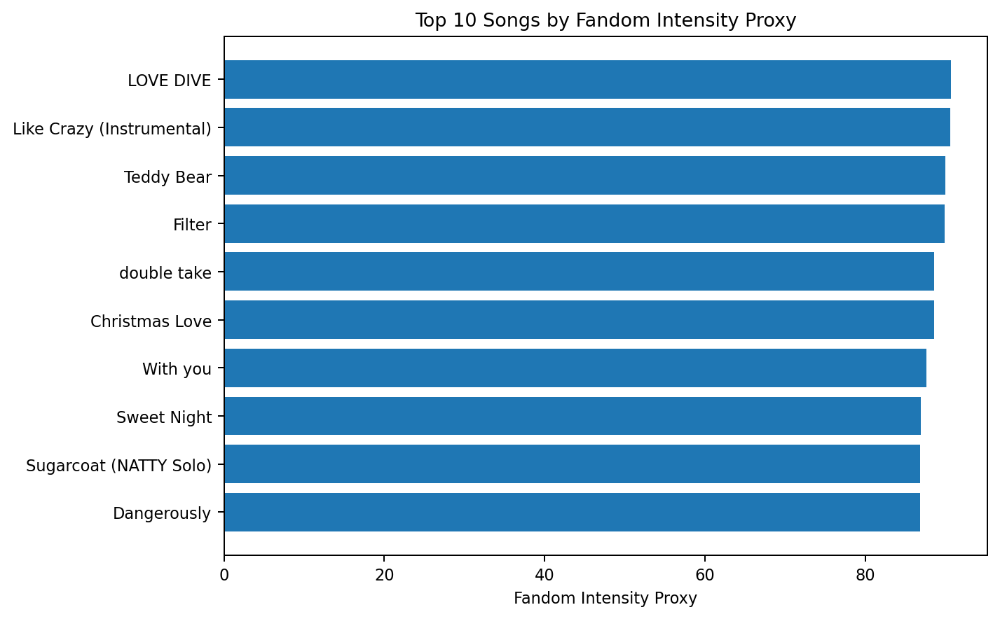 Top 10 Songs by Fandom Intensity Proxy
LOVE DIVE
Like Crazy (Instrumental)
Teddy Bear
Filter
double take
Christmas Love
With you
Sweet Night
Sugarcoat (NATTY Solo)
Dangerously
0 20 40 60 80
Fandom Intensity Proxy